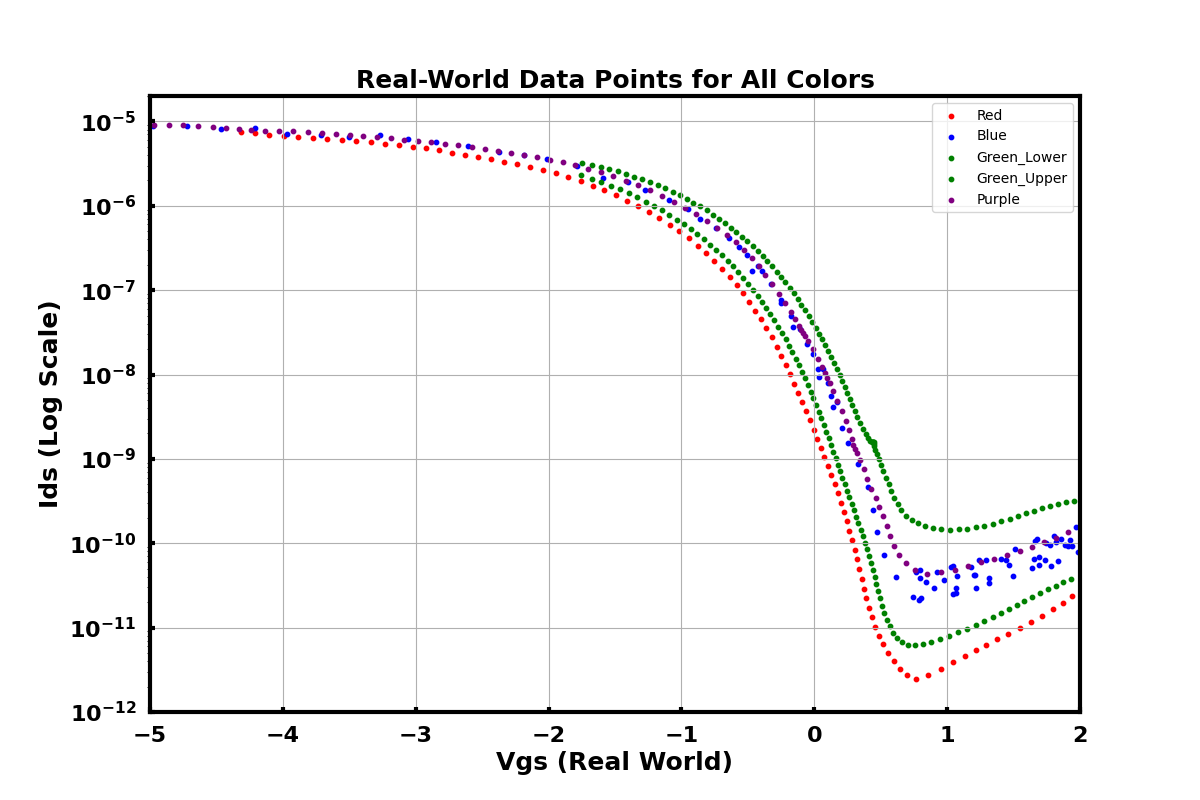 Real-World Data Points for All Colors
Red
Blue
Green_Lower
Green_Upper
Purple
10⁻⁵
10⁻⁶
10⁻⁷
10⁻⁸
10⁻⁹
10⁻¹⁰
10⁻¹¹
10⁻¹²
Ids (Log Scale)
−5 −4 −3 −2 −1 0 1 2
Vgs (Real World)